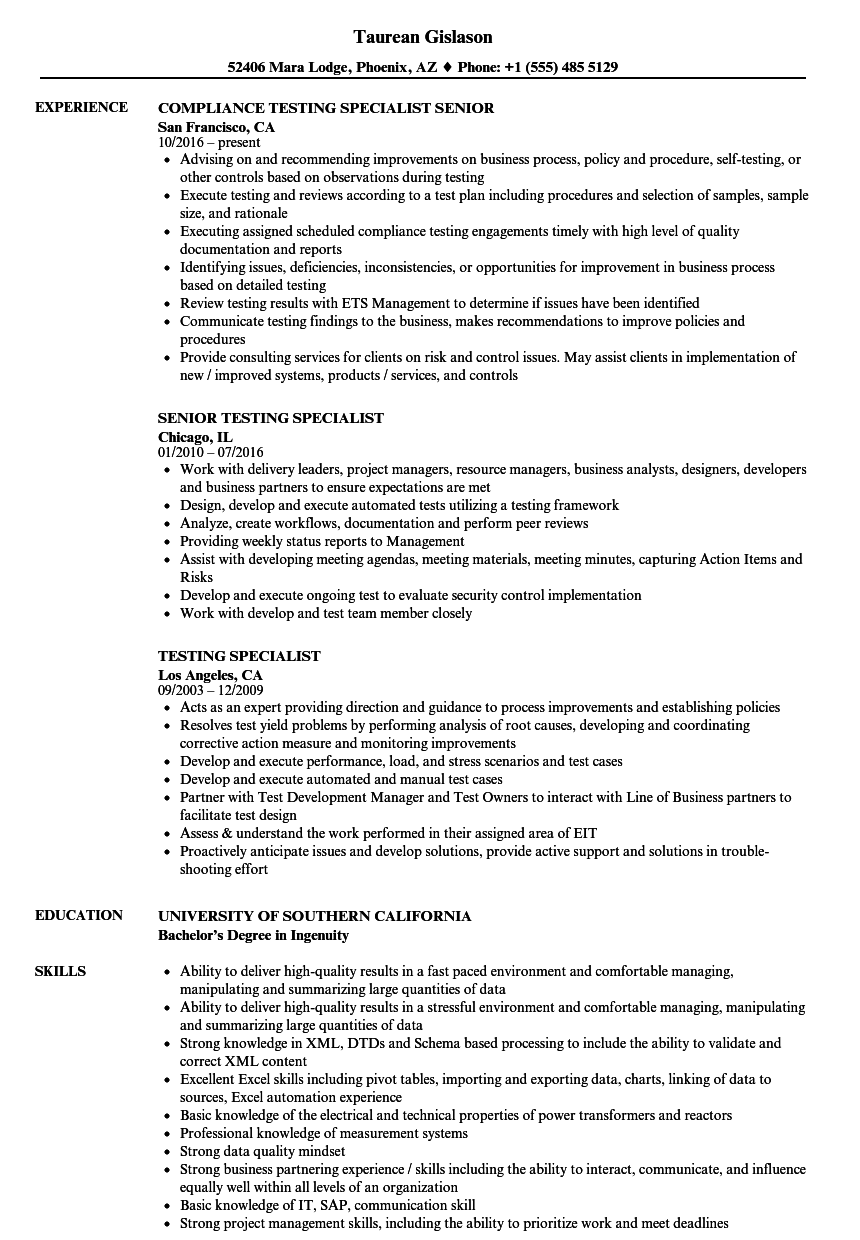 Taurean Gislason
52406 Mara Lodge, Phoenix, AZ ♦ Phone: +1 (555) 485 5129
EXPERIENCE
COMPLIANCE TESTING SPECIALIST SENIOR
San Francisco, CA
10/2016 – present
• Advising on and recommending improvements on business process, policy and procedure, self-testing, or
other controls based on observations during testing
• Execute testing and reviews according to a test plan including procedures and selection of samples, sample
size, and rationale
• Executing assigned scheduled compliance testing engagements timely with high level of quality
documentation and reports
• Identifying issues, deficiencies, inconsistencies, or opportunities for improvement in business process
based on detailed testing
• Review testing results with ETS Management to determine if issues have been identified
• Communicate testing findings to the business, makes recommendations to improve policies and
procedures
• Provide consulting services for clients on risk and control issues. May assist clients in implementation of
new / improved systems, products / services, and controls
SENIOR TESTING SPECIALIST
Chicago, IL
01/2010 – 07/2016
• Work with delivery leaders, project managers, resource managers, business analysts, designers, developers
and business partners to ensure expectations are met
• Design, develop and execute automated tests utilizing a testing framework
• Analyze, create workflows, documentation and perform peer reviews
• Providing weekly status reports to Management
• Assist with developing meeting agendas, meeting materials, meeting minutes, capturing Action Items and
Risks
• Develop and execute ongoing test to evaluate security control implementation
• Work with develop and test team member closely
TESTING SPECIALIST
Los Angeles, CA
09/2003 – 12/2009
• Acts as an expert providing direction and guidance to process improvements and establishing policies
• Resolves test yield problems by performing analysis of root causes, developing and coordinating
corrective action measure and monitoring improvements
• Develop and execute performance, load, and stress scenarios and test cases
• Develop and execute automated and manual test cases
• Partner with Test Development Manager and Test Owners to interact with Line of Business partners to
facilitate test design
• Assess & understand the work performed in their assigned area of EIT
• Proactively anticipate issues and develop solutions, provide active support and solutions in trouble-
shooting effort
EDUCATION
UNIVERSITY OF SOUTHERN CALIFORNIA
Bachelor's Degree in Ingenuity
SKILLS
• Ability to deliver high-quality results in a fast paced environment and comfortable managing,
manipulating and summarizing large quantities of data
• Ability to deliver high-quality results in a stressful environment and comfortable managing, manipulating
and summarizing large quantities of data
• Strong knowledge in XML, DTDs and Schema based processing to include the ability to validate and
correct XML content
• Excellent Excel skills including pivot tables, importing and exporting data, charts, linking of data to
sources, Excel automation experience
• Basic knowledge of the electrical and technical properties of power transformers and reactors
• Professional knowledge of measurement systems
• Strong data quality mindset
• Strong business partnering experience / skills including the ability to interact, communicate, and influence
equally well within all levels of an organization
• Basic knowledge of IT, SAP, communication skill
• Strong project management skills, including the ability to prioritize work and meet deadlines